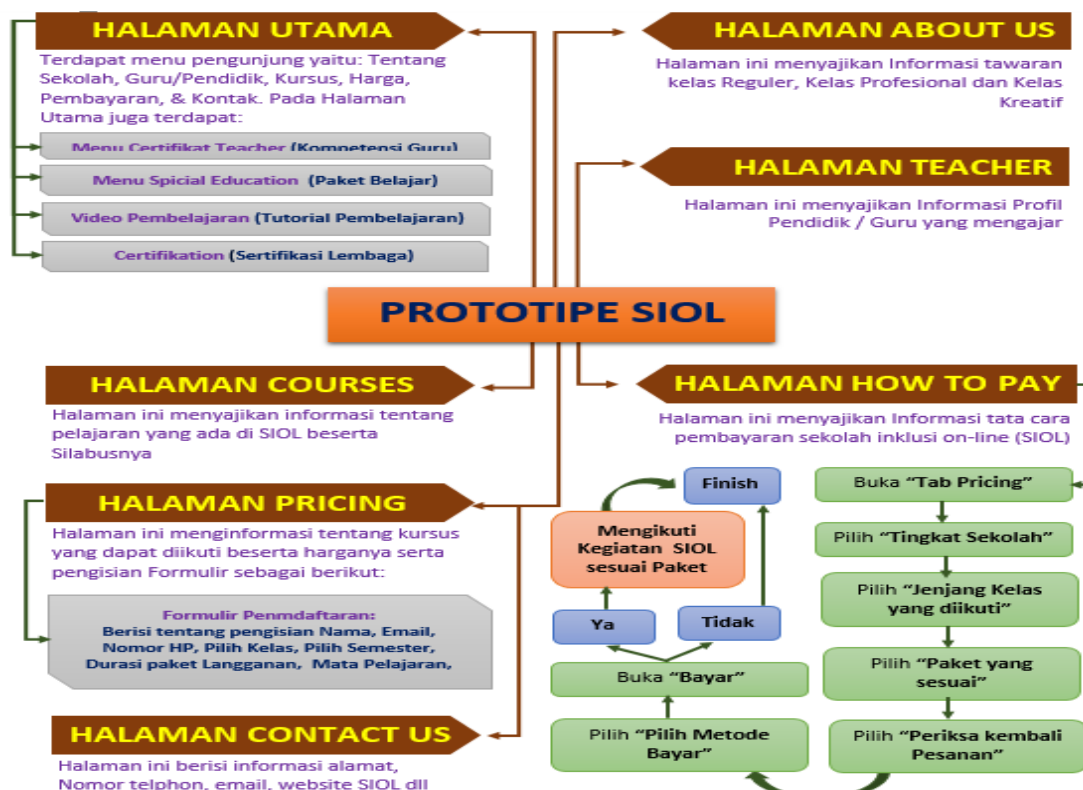 HALAMAN UTAMA
Terdapat menu pengunjung yaitu: Tentang
Sekolah, Guru/Pendidik, Kursus, Harga,
Pembayaran, & Kontak. Pada Halaman
Utama juga terdapat:
Menu Certifikat Teacher (Kompetensi Guru)
Menu Spicial Education (Paket Belajar)
Video Pembelajaran (Tutorial Pembelajaran)
Certifikation (Sertifikasi Lembaga)
HALAMAN ABOUT US
Halaman ini menyajikan Informasi tawaran
kelas Reguler, Kelas Profesional dan Kelas
Kreatif
HALAMAN TEACHER
Halaman ini menyajikan Informasi Profil
Pendidik / Guru yang mengajar
PROTOTIPE SIOL
HALAMAN COURSES
Halaman ini menyajikan informasi tentang
pelajaran yang ada di SIOL beserta
Silabusnya
HALAMAN PRICING
Halaman ini menginformasi tentang kursus
yang dapat diikuti beserta harganya serta
pengisian Formulir sebagai berikut:
Formulir Penmdaftaran:
Berisi tentang pengisian Nama, Email,
Nomor HP, Pilih Kelas, Pilih Semester,
Durasi paket Langganan, Mata Pelajaran,
HALAMAN CONTACT US
Halaman ini berisi informasi alamat,
Nomor telphon, email, website SIOL dll
HALAMAN HOW TO PAY
Halaman ini menyajikan Informasi tata cara
pembayaran sekolah inklusi on-line (SIOL)
Buka “Tab Pricing”
Pilih “Tingkat Sekolah”
Pilih “Jenjang Kelas
yang diikuti”
Pilih “Paket yang
sesuai”
Pilih “Periksa kembali
Pesanan”
Pilih “Pilih Metode
Bayar”
Buka “Bayar”
Ya
Tidak
Mengikuti
Kegiatan SIOL
sesuai Paket
Finish